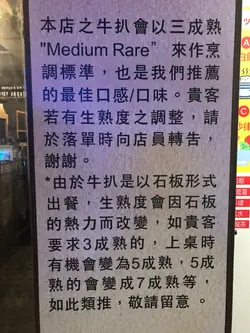 本店之牛扒會以三成熟
"Medium Rare" 來作烹
調標準，也是我們推薦
的最佳口感/口味。貴客
若有生熟度之調整，請
於落單時向店員轉告，
謝謝。
*由於牛扒是以石板形式
出餐，生熟度會因石板
的熱力而改變，如貴客
要求3成熟的，上桌時
有機會變為5成熟，5成
熟的會變成7成熟等，
如此類推，敬請留意。